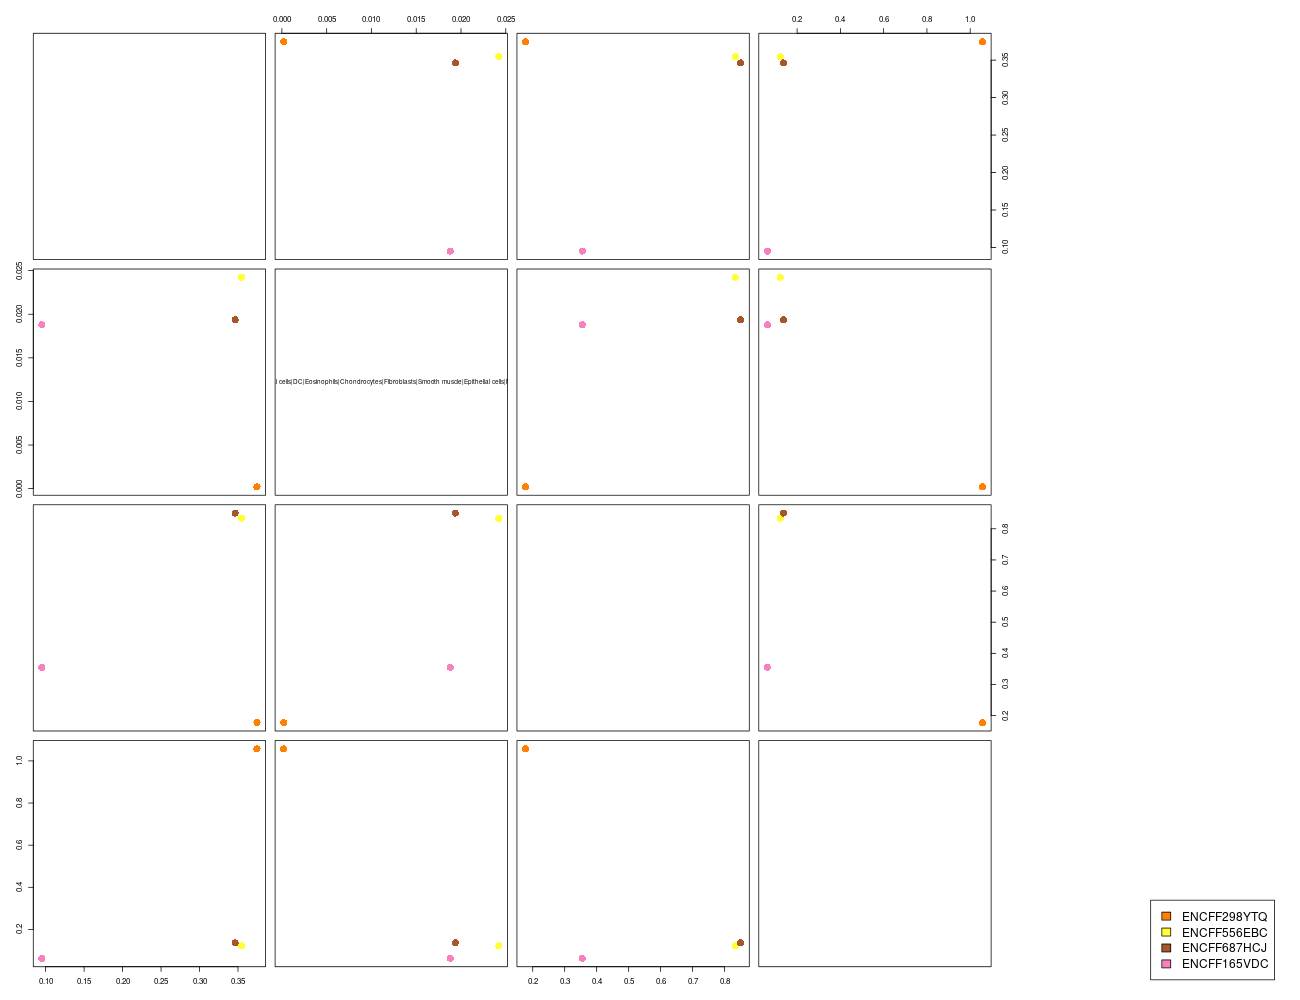 0.000 0.005 0.010 0.015 0.020 0.025
0.2 0.4 0.6 0.8 1.0
0.35
0.30
0.25
0.20
0.15
0.10
0.025
0.020
0.015
0.010
0.005
0.000
cells|DC|Eosinophils|Chondrocytes|Fibroblasts|Smooth muscle|Epithelial cells|
0.8
0.7
0.6
0.5
0.4
0.3
0.2
1.0
0.8
0.6
0.4
0.2
0.10 0.15 0.20 0.25 0.30 0.35
0.2 0.3 0.4 0.5 0.6 0.7 0.8
ENCFF298YTQ
ENCFF556EBC
ENCFF687HCJ
ENCFF165VDC